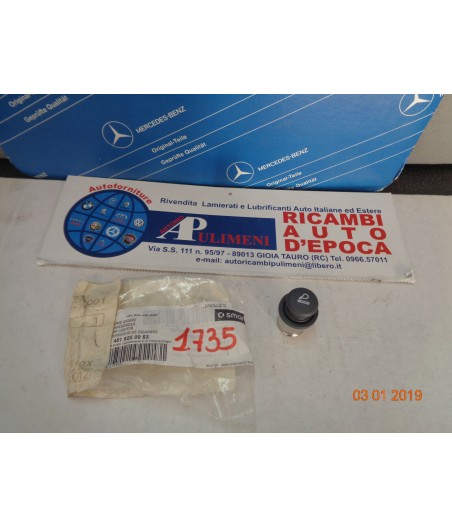 MERCEDES-BENZ
Original-Teile
Geprüfte Qualität
MERCEDES-BENZ
Original-Teile
Geprüfte Qualität
Autoforniture
Rivendita Lamierati e Lubrificanti Auto Italiane ed Estere
AP
PULIMENI
RICAMBI
AUTO
D'EPOCA
Via S.S. 111 n. 95/97 - 89013 GIOIA TAURO (RC) Tel. 0966.57011
e-mail: autoricambipulimeni@libero.it
smart
1735
03 01 2019